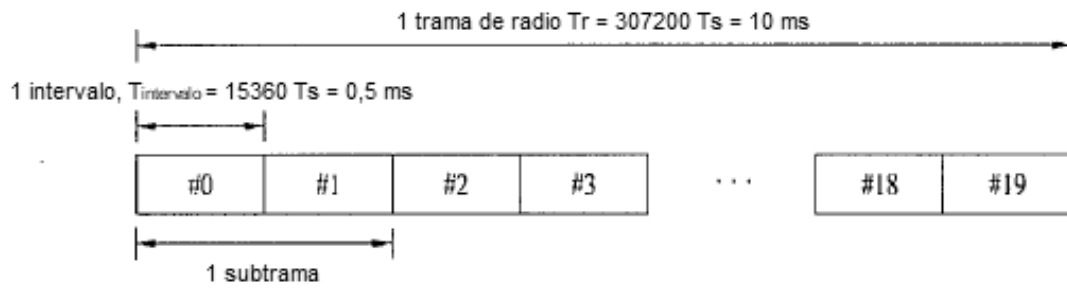 1 trama de radio Tr = 307200 Ts = 10 ms
1 intervalo, Tintervalo = 15360 Ts = 0,5 ms
#0 #1 #2 #3 ... #18 #19
1 subtrama